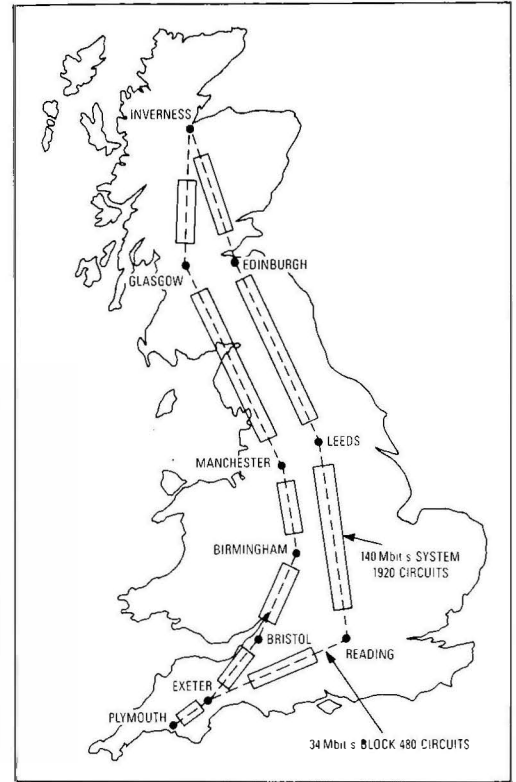 INVERNESS
GLASGOW
EDINBURGH
LEEDS
MANCHESTER
BIRMINGHAM
140 Mbit s SYSTEM
1920 CIRCUITS
BRISTOL
READING
EXETER
PLYMOUTH
34 Mbit s BLOCK 480 CIRCUITS